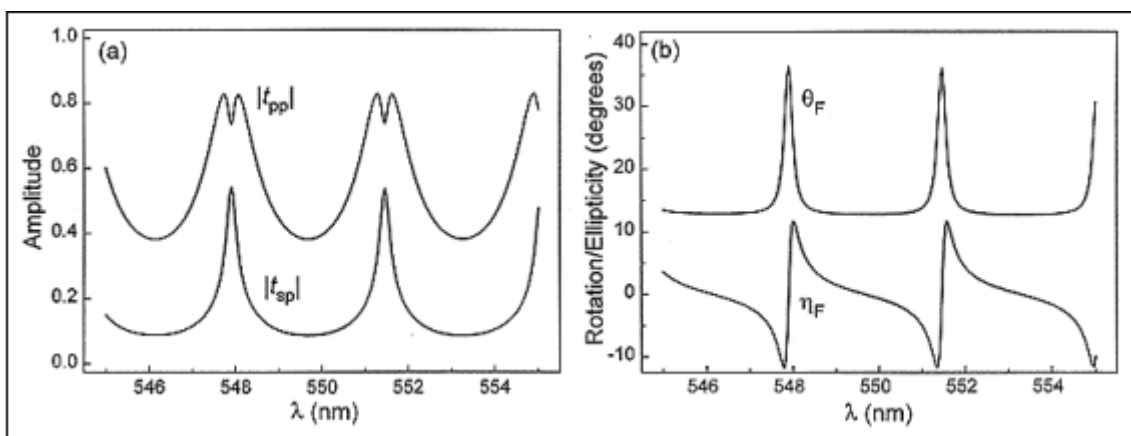 (a)
1.0
0.8
0.6
0.4
0.2
0.0
Amplitude
|t_pp|
|t_sp|
546 548 550 552 554
λ (nm)
(b)
40
30
20
10
0
-10
Rotation/Ellipticity (degrees)
θ_F
η_F
546 548 550 552 554
λ (nm)